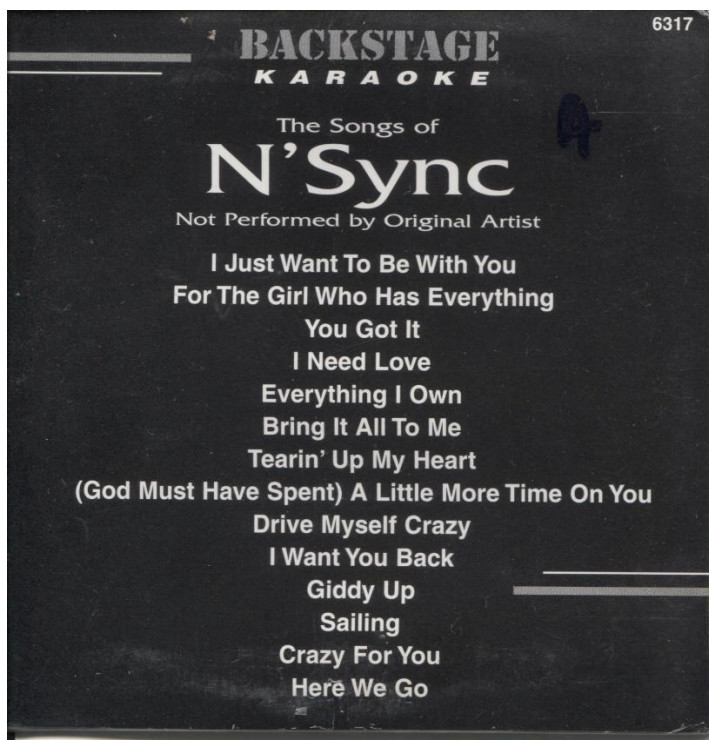 6317
BACKSTAGE
KARAOKE
The Songs of
N'Sync
Not Performed by Original Artist
I Just Want To Be With You
For The Girl Who Has Everything
You Got It
I Need Love
Everything I Own
Bring It All To Me
Tearin' Up My Heart
(God Must Have Spent) A Little More Time On You
Drive Myself Crazy
I Want You Back
Giddy Up
Sailing
Crazy For You
Here We Go